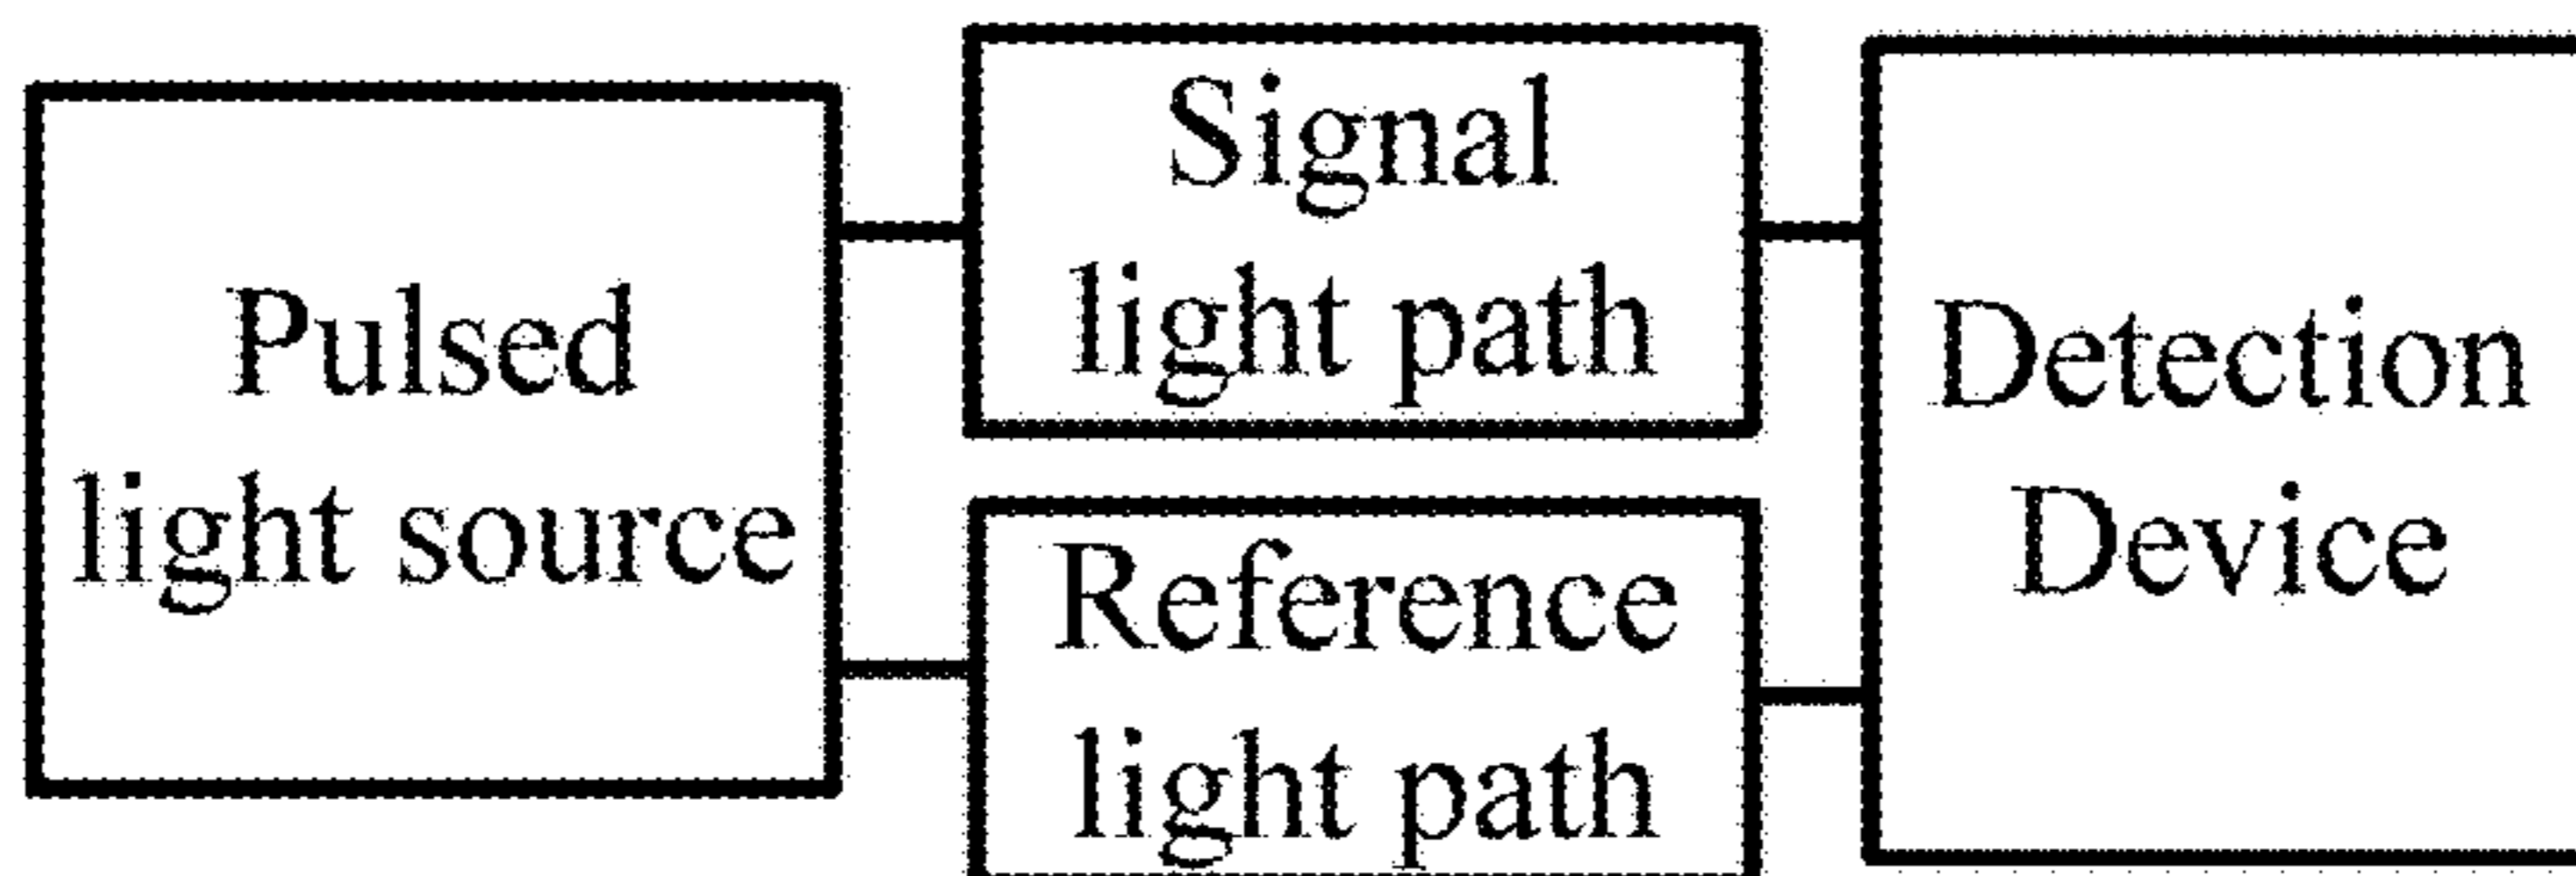 Pulsed
light source
Signal
light path
Reference
light path
Detection
Device